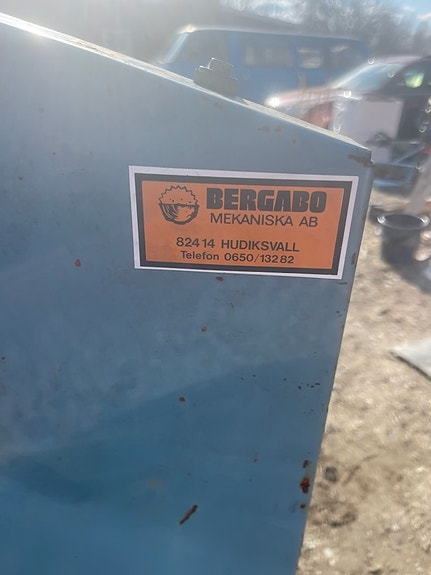 BERGABO
MEKANISKA AB
82414 HUDIKSVALL
Telefon 0650/13282